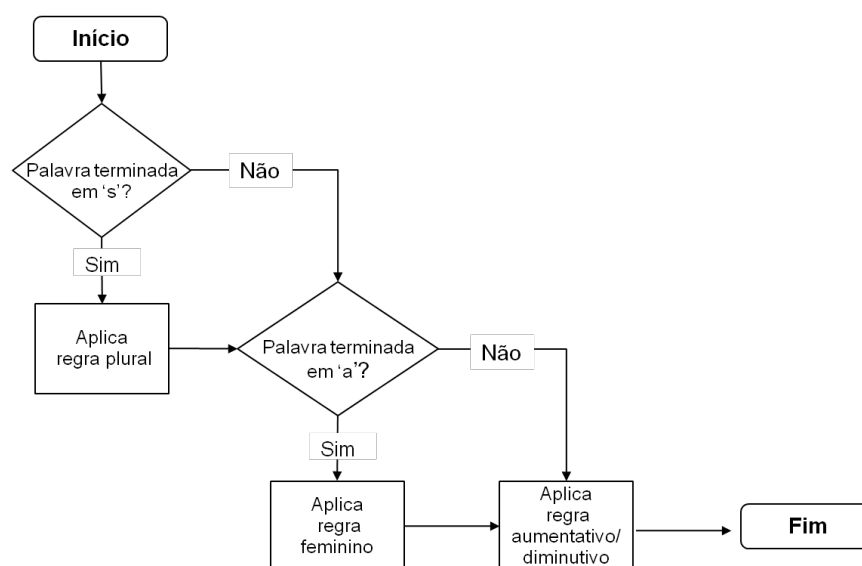 Início
Palavra terminada
em ‘s’?
Não
Sim
Aplica
regra plural
Palavra terminada
em ‘a’?
Não
Sim
Aplica
regra
feminino
Aplica
regra
aumentativo/
diminutivo
Fim